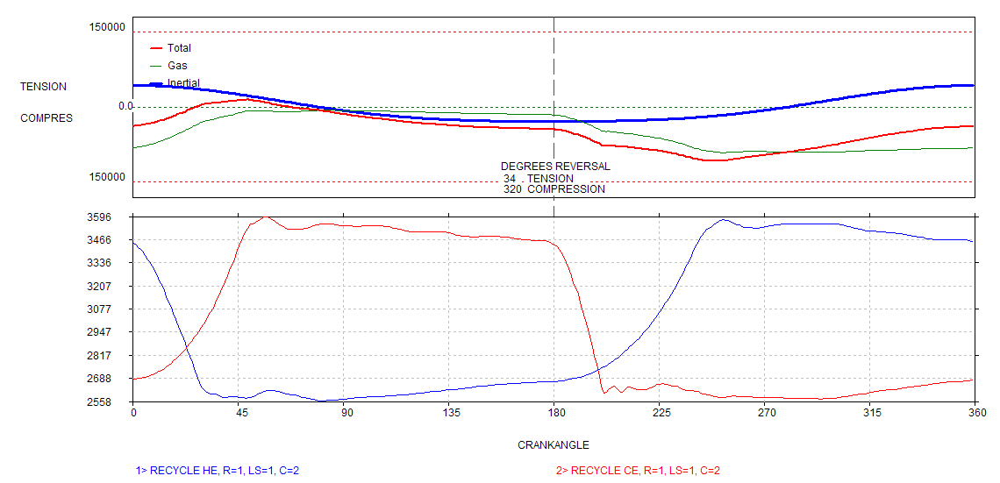 150000
Total
Gas
Inertial
TENSION
0.0
COMPRES
DEGREES REVERSAL
150000
34 . TENSION
320 COMPRESSION
3596
3466
3336
3207
3077
2947
2817
2688
2558
0 45 90 135 180 225 270 315 360
CRANKANGLE
1> RECYCLE HE, R=1, LS=1, C=2 2> RECYCLE CE, R=1, LS=1, C=2